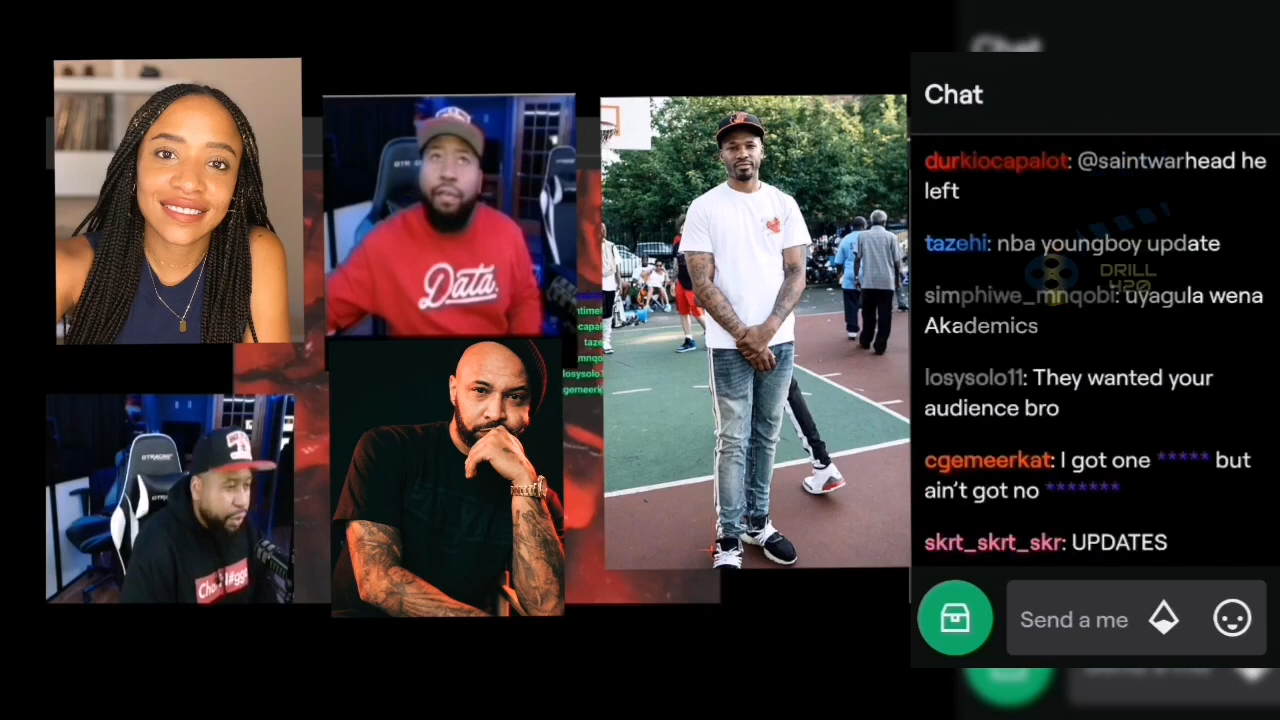 Data.
Chat
durkiocapalot: @saintwarhead he
left
tazehi: nba youngboy update
DRILL
420
simphiwe_mnqobi: uyagula wena
Akademics
losysolo11: They wanted your
audience bro
cgemeerkat: I got one ***** but
ain't got no *******
skrt_skrt_skr: UPDATES
Send a me